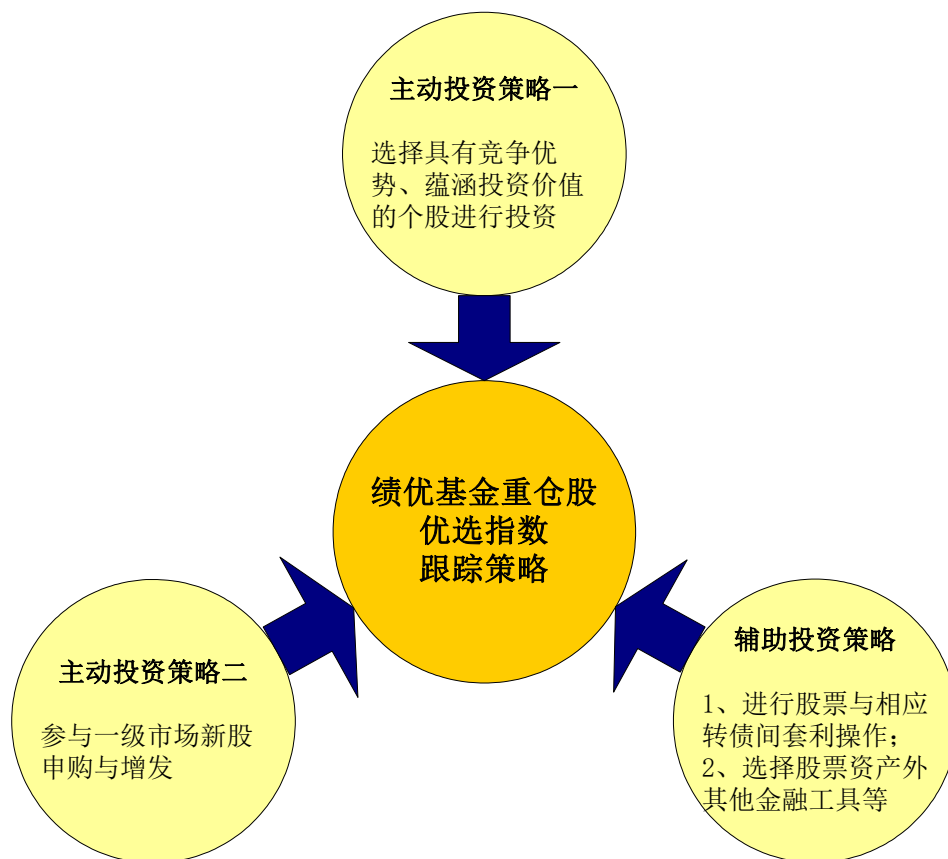 主动投资策略一
选择具有竞争优
势、蕴涵投资价值
的个股进行投资
绩优基金重仓股
优选指数
跟踪策略
主动投资策略二
参与一级市场新股
申购与增发
辅助投资策略
1、进行股票与相应
转债间套利操作；
2、选择股票资产外
其他金融工具等